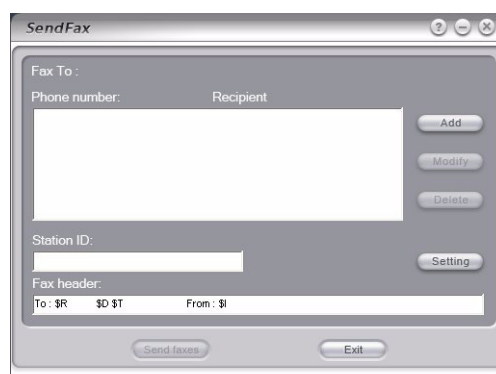 SendFax
Fax To :
Phone number: Recipient
Add
Modify
Delete
Station ID:
Setting
Fax header:
To : $R $D $T From : $I
Send faxes Exit